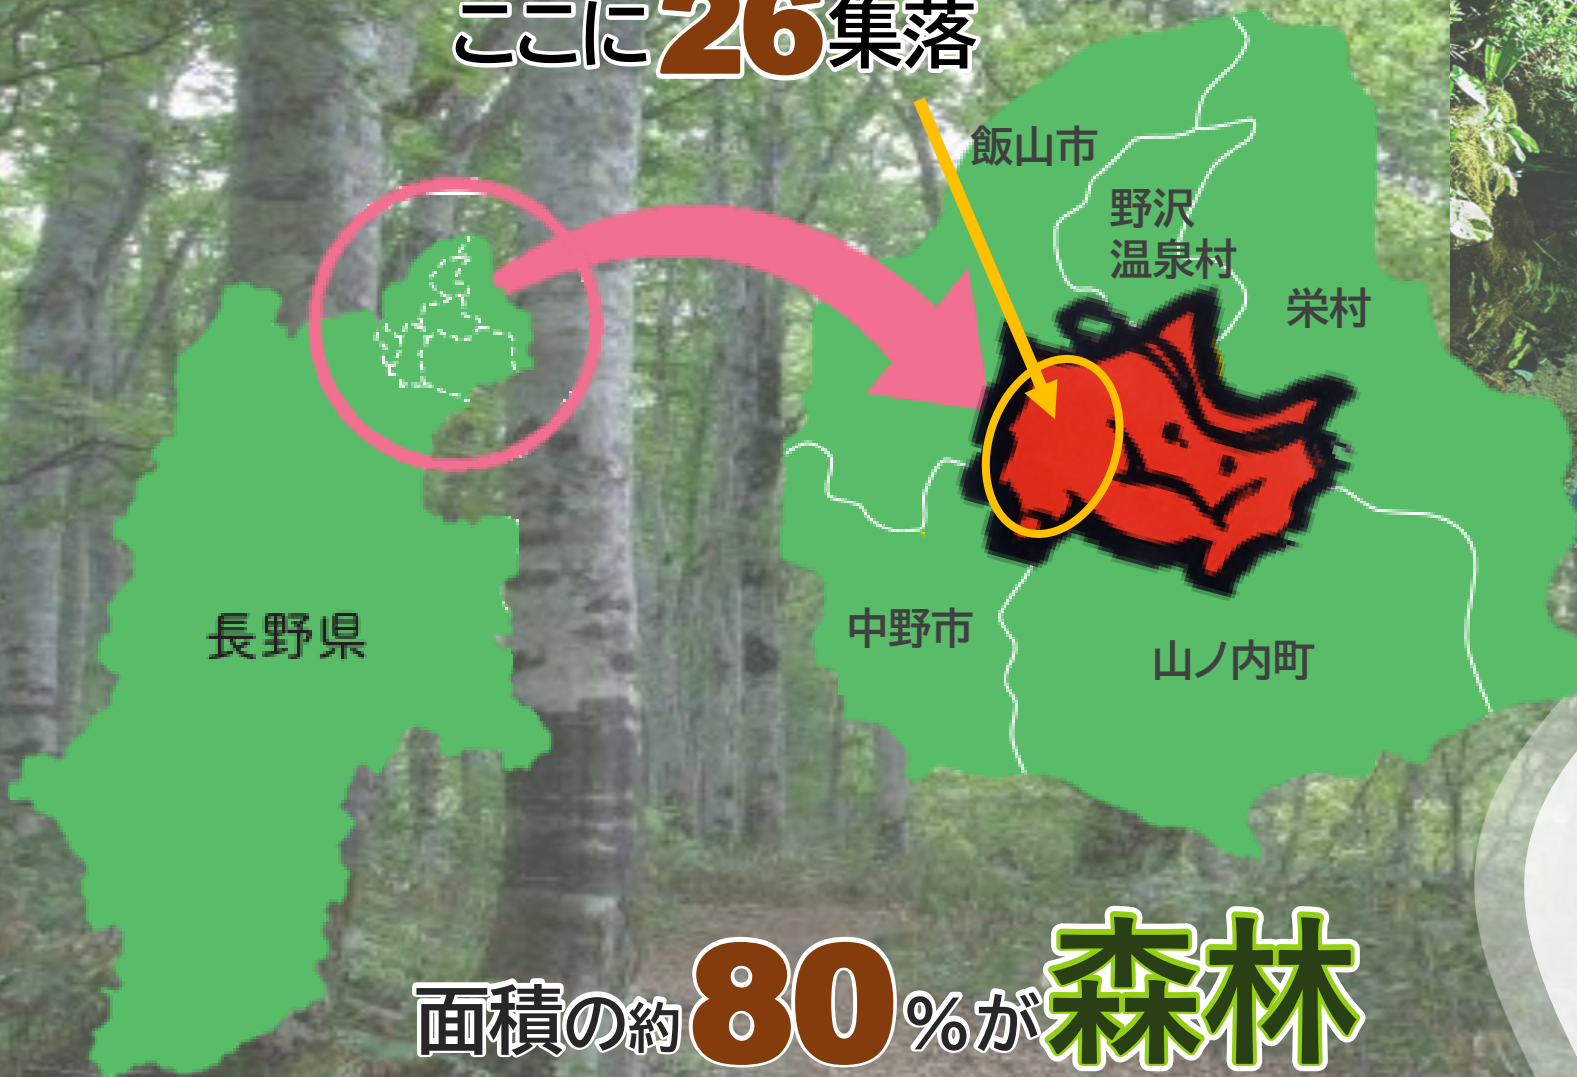 ここに26集落
飯山市
野沢
温泉村
栄村
長野県
中野市
山ノ内町
面積の約80%が森林